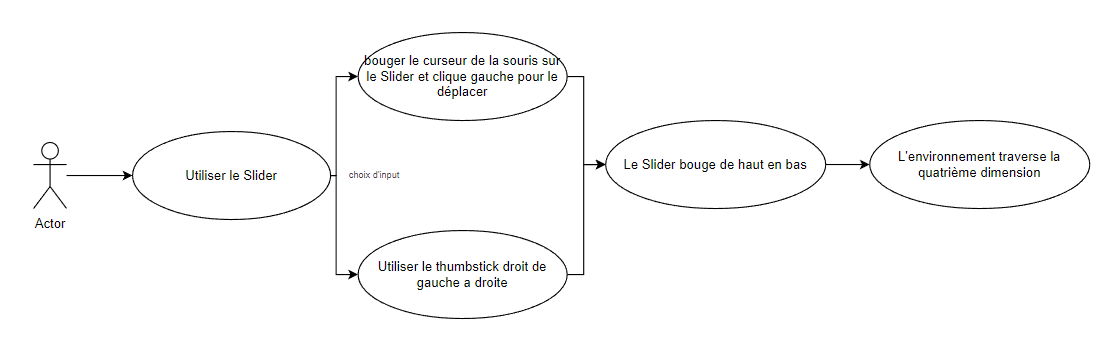 Actor
Utiliser le Slider
choix d'input
bouger le curseur de la souris sur
le Slider et clique gauche pour le
déplacer
Utiliser le thumbstick droit de
gauche a droite
Le Slider bouge de haut en bas
L'environnement traverse la
quatrième dimension